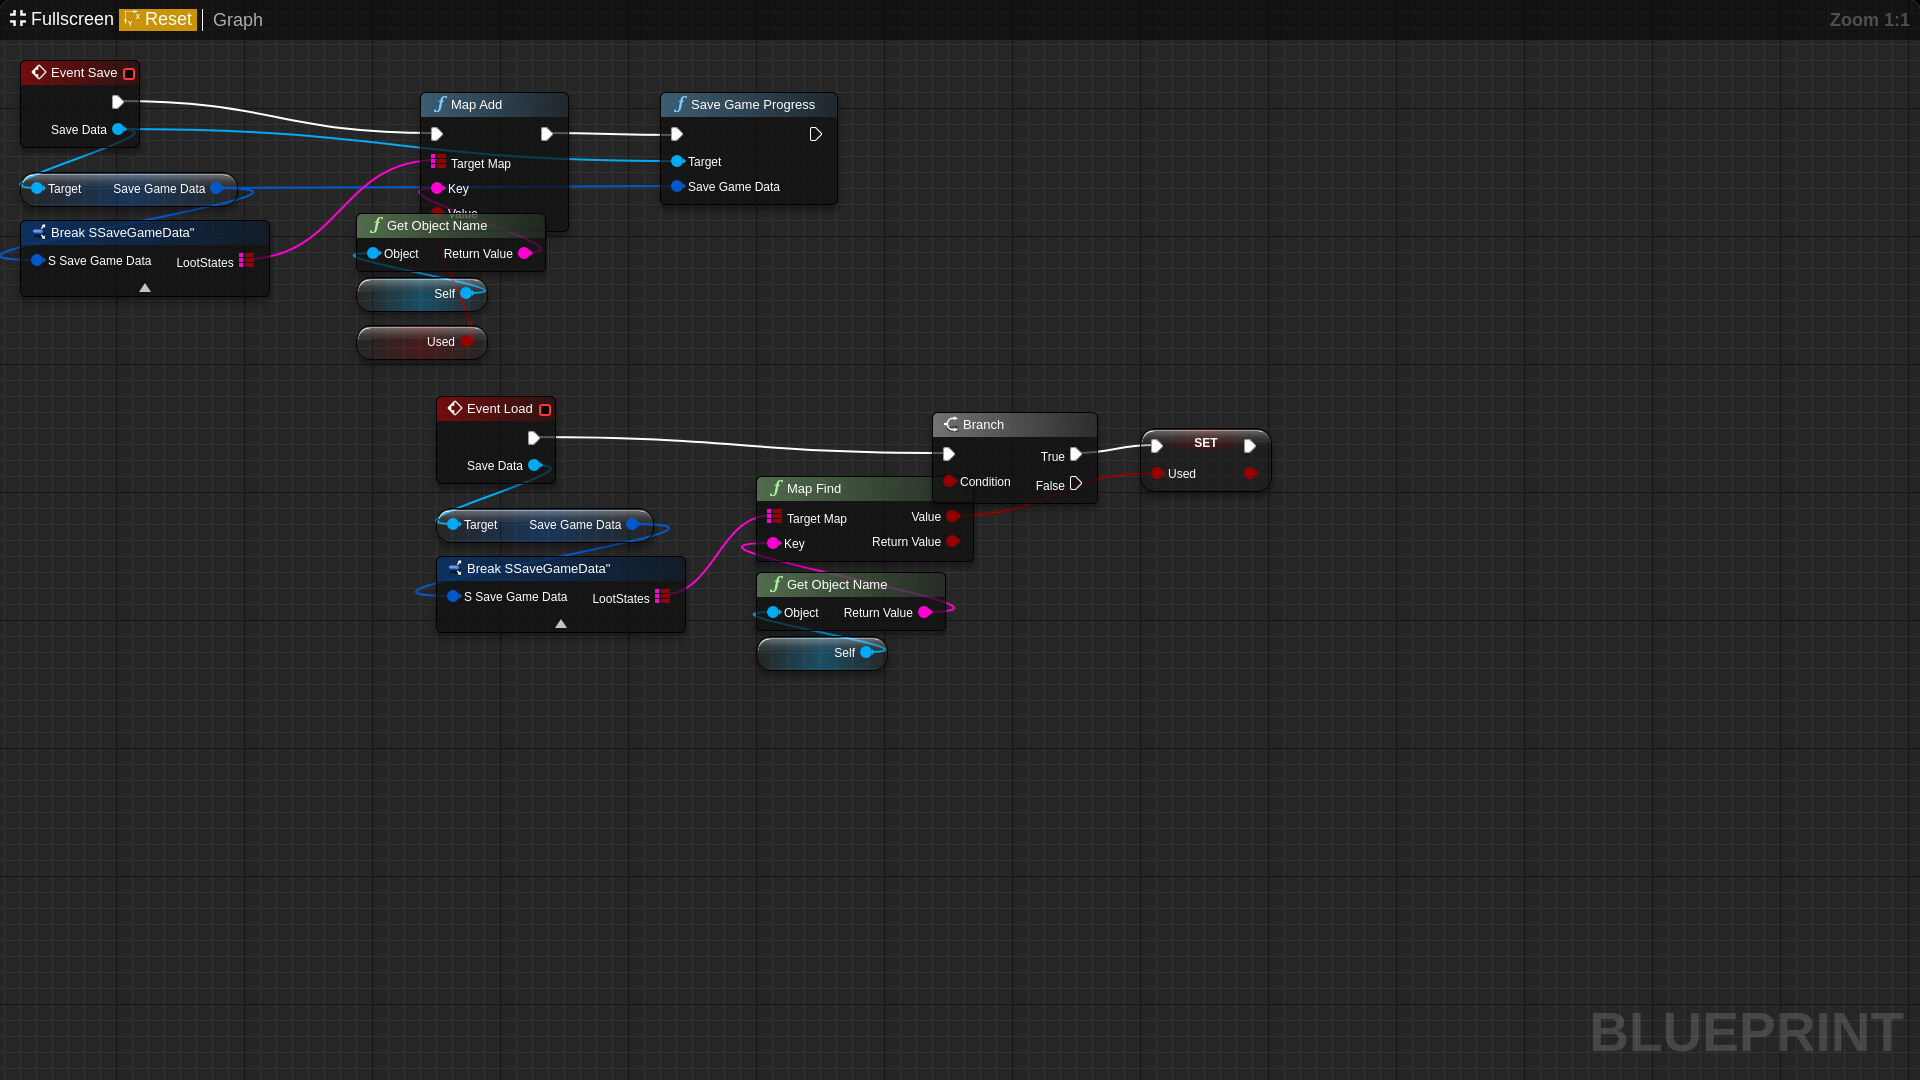 Fullscreen Reset Graph Zoom 1:1
Event Save
Save Data
Target Save Game Data
Break SSaveGameData"
S Save Game Data LootStates
Map Add
Target Map
Key
Value
Get Object Name
Object Return Value
Self
Used
Save Game Progress
Target
Save Game Data
Event Load
Save Data
Target Save Game Data
Break SSaveGameData"
S Save Game Data LootStates
Map Find
Target Map Value
Key Return Value
Get Object Name
Object Return Value
Self
Branch
True
Condition False
SET
Used
BLUEPRINT